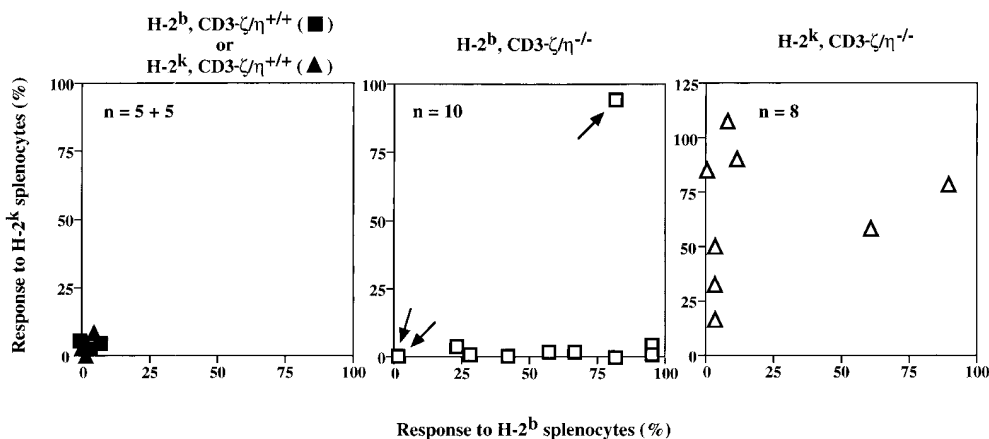 H-2ᵇ, CD3-ζ/η⁺/⁺ (■)
or
H-2ᵏ, CD3-ζ/η⁺/⁺ (▲)
H-2ᵇ, CD3-ζ/η⁻/⁻
H-2ᵏ, CD3-ζ/η⁻/⁻
Response to H-2ᵏ splenocytes (%)
100
75
50
25
0
n = 5 + 5
0 25 50 75 100
100
75
50
25
0
n = 10
0 25 50 75 100
125
100
75
50
25
0
n = 8
0 25 50 75 100
Response to H-2ᵇ splenocytes (%)